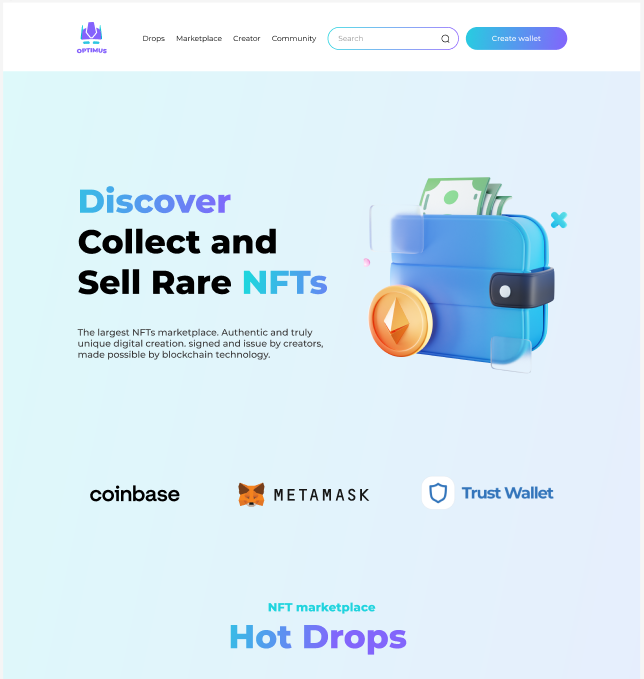 OPTIMUS
Drops
Marketplace
Creator
Community
Search
Create wallet
Discover
Collect and
Sell Rare NFTs
The largest NFTs marketplace. Authentic and truly
unique digital creation. signed and issue by creators,
made possible by blockchain technology.
coinbase
METAMASK
Trust Wallet
NFT marketplace
Hot Drops